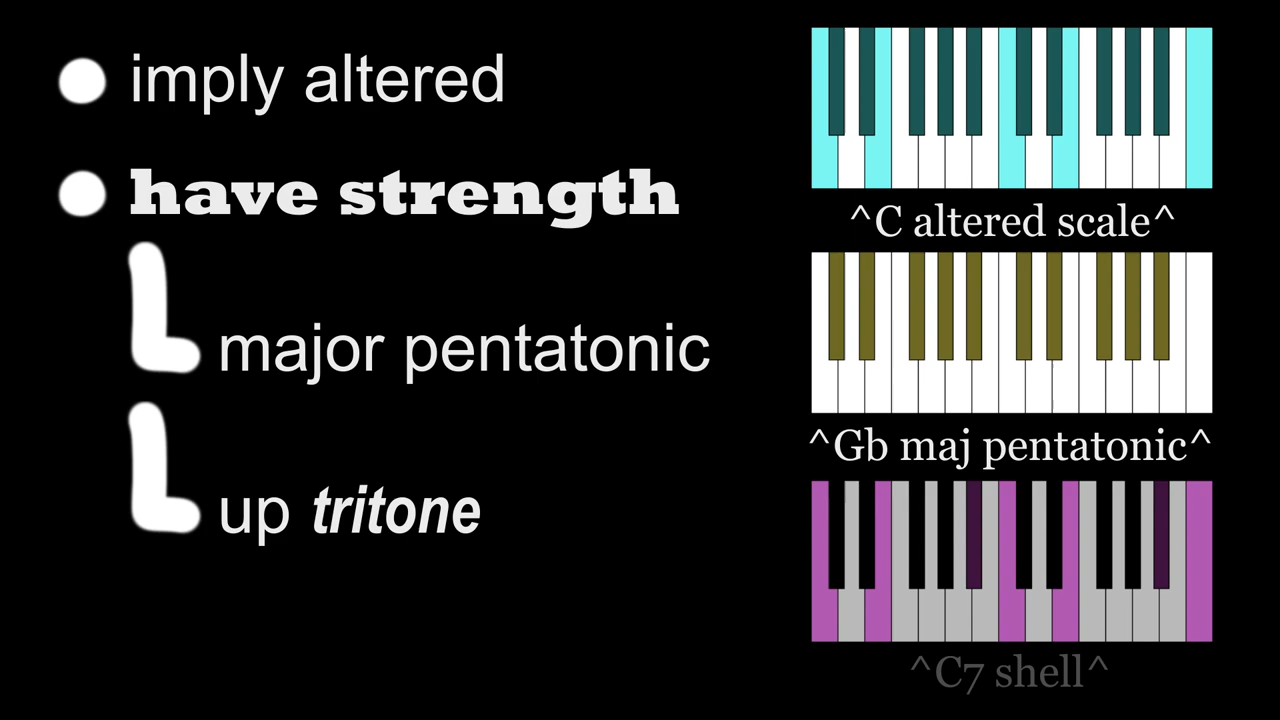 imply altered
have strength
major pentatonic
up tritone
^C altered scale^
^Gb maj pentatonic^
^C7 shell^